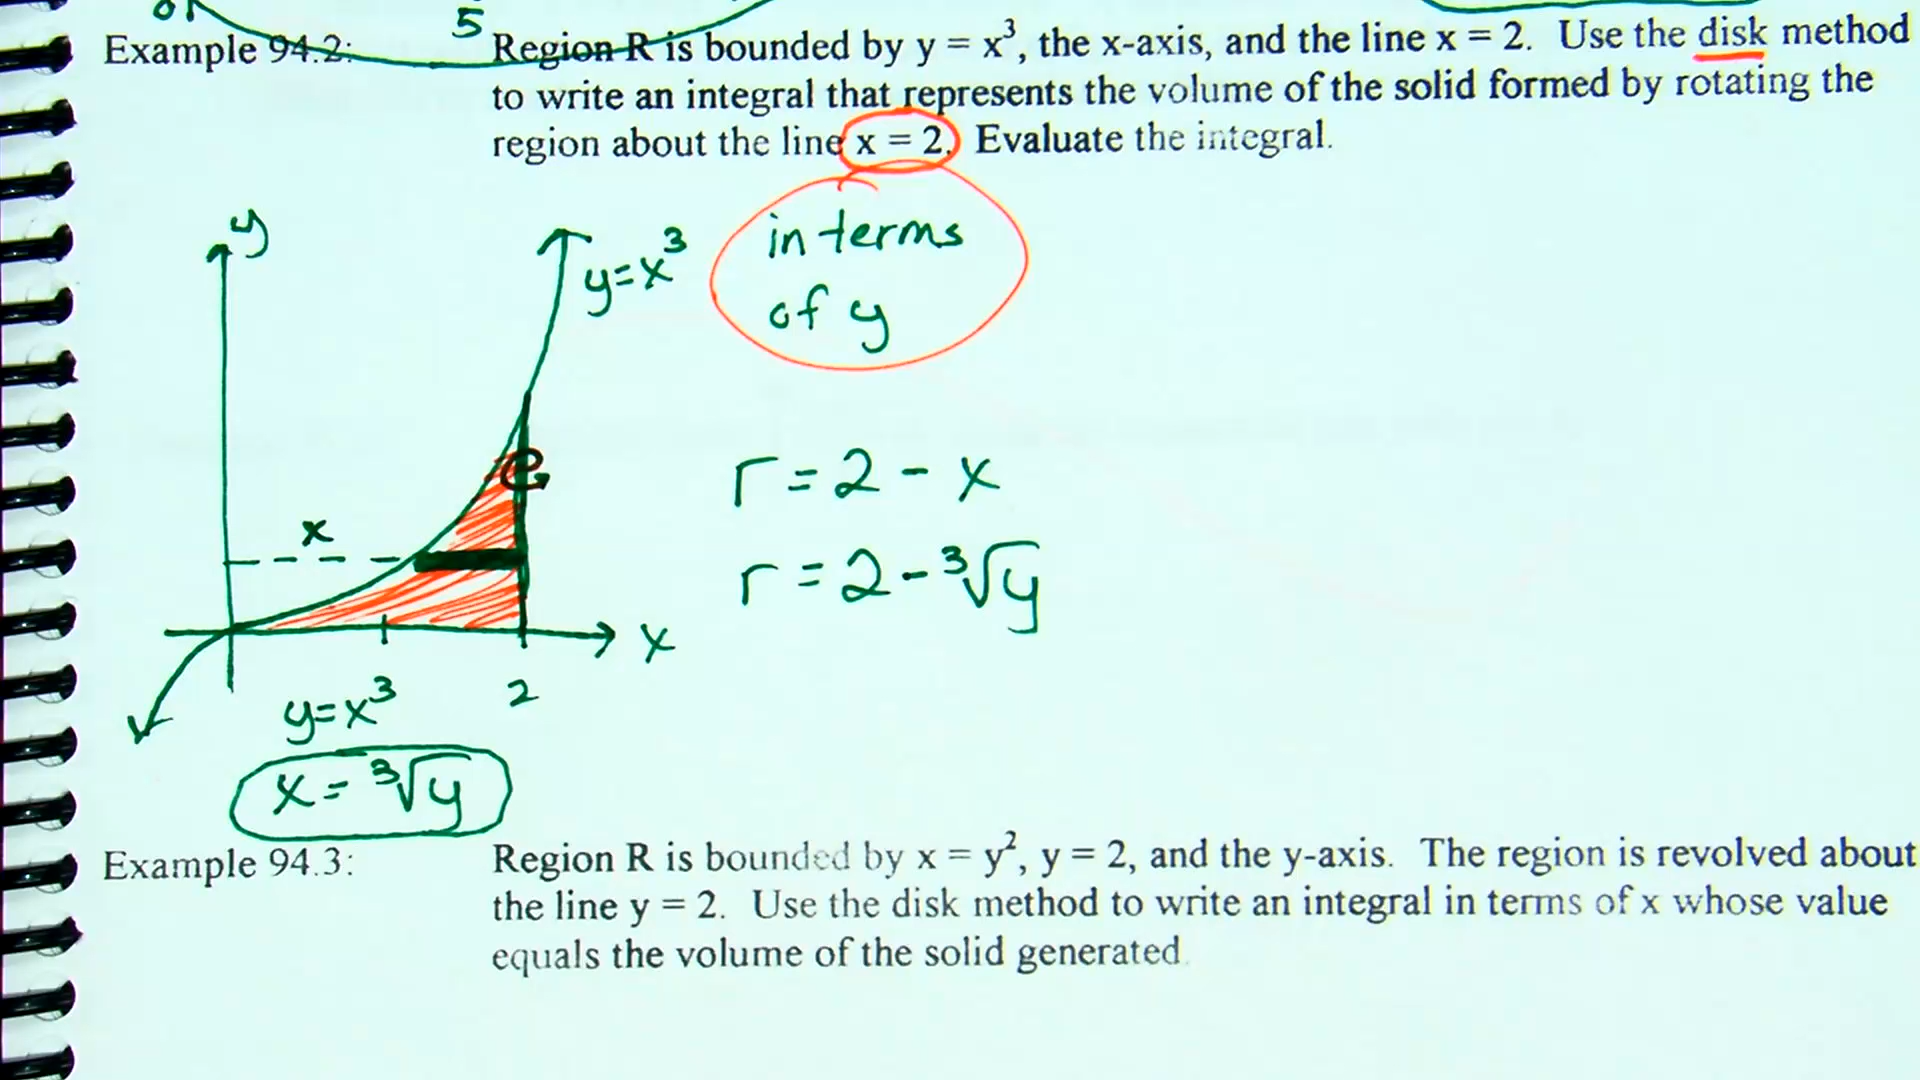 or
5
Example 94.2: Region R is bounded by y = x³, the x-axis, and the line x = 2. Use the disk method
to write an integral that represents the volume of the solid formed by rotating the
region about the line x = 2. Evaluate the integral.
y
y=x³
in terms
of y
r = 2 - x
x
r = 2 - ³√y
x
2
y=x³
x = ³√y
Example 94.3: Region R is bounded by x = y², y = 2, and the y-axis. The region is revolved about
the line y = 2. Use the disk method to write an integral in terms of x whose value
equals the volume of the solid generated.